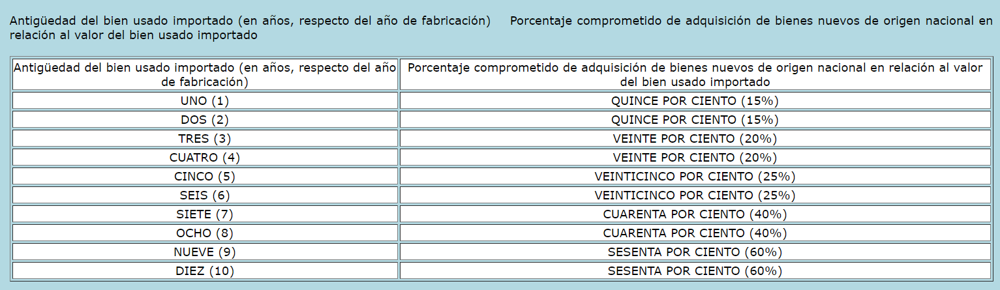 Antigüedad del bien usado importado (en años, respecto del año de fabricación) Porcentaje comprometido de adquisición de bienes nuevos de origen nacional en
relación al valor del bien usado importado
Antigüedad del bien usado importado (en años, respecto del año
de fabricación)
Porcentaje comprometido de adquisición de bienes nuevos de origen nacional en relación al valor
del bien usado importado
UNO (1) QUINCE POR CIENTO (15%)
DOS (2) QUINCE POR CIENTO (15%)
TRES (3) VEINTE POR CIENTO (20%)
CUATRO (4) VEINTE POR CIENTO (20%)
CINCO (5) VEINTICINCO POR CIENTO (25%)
SEIS (6) VEINTICINCO POR CIENTO (25%)
SIETE (7) CUARENTA POR CIENTO (40%)
OCHO (8) CUARENTA POR CIENTO (40%)
NUEVE (9) SESENTA POR CIENTO (60%)
DIEZ (10) SESENTA POR CIENTO (60%)